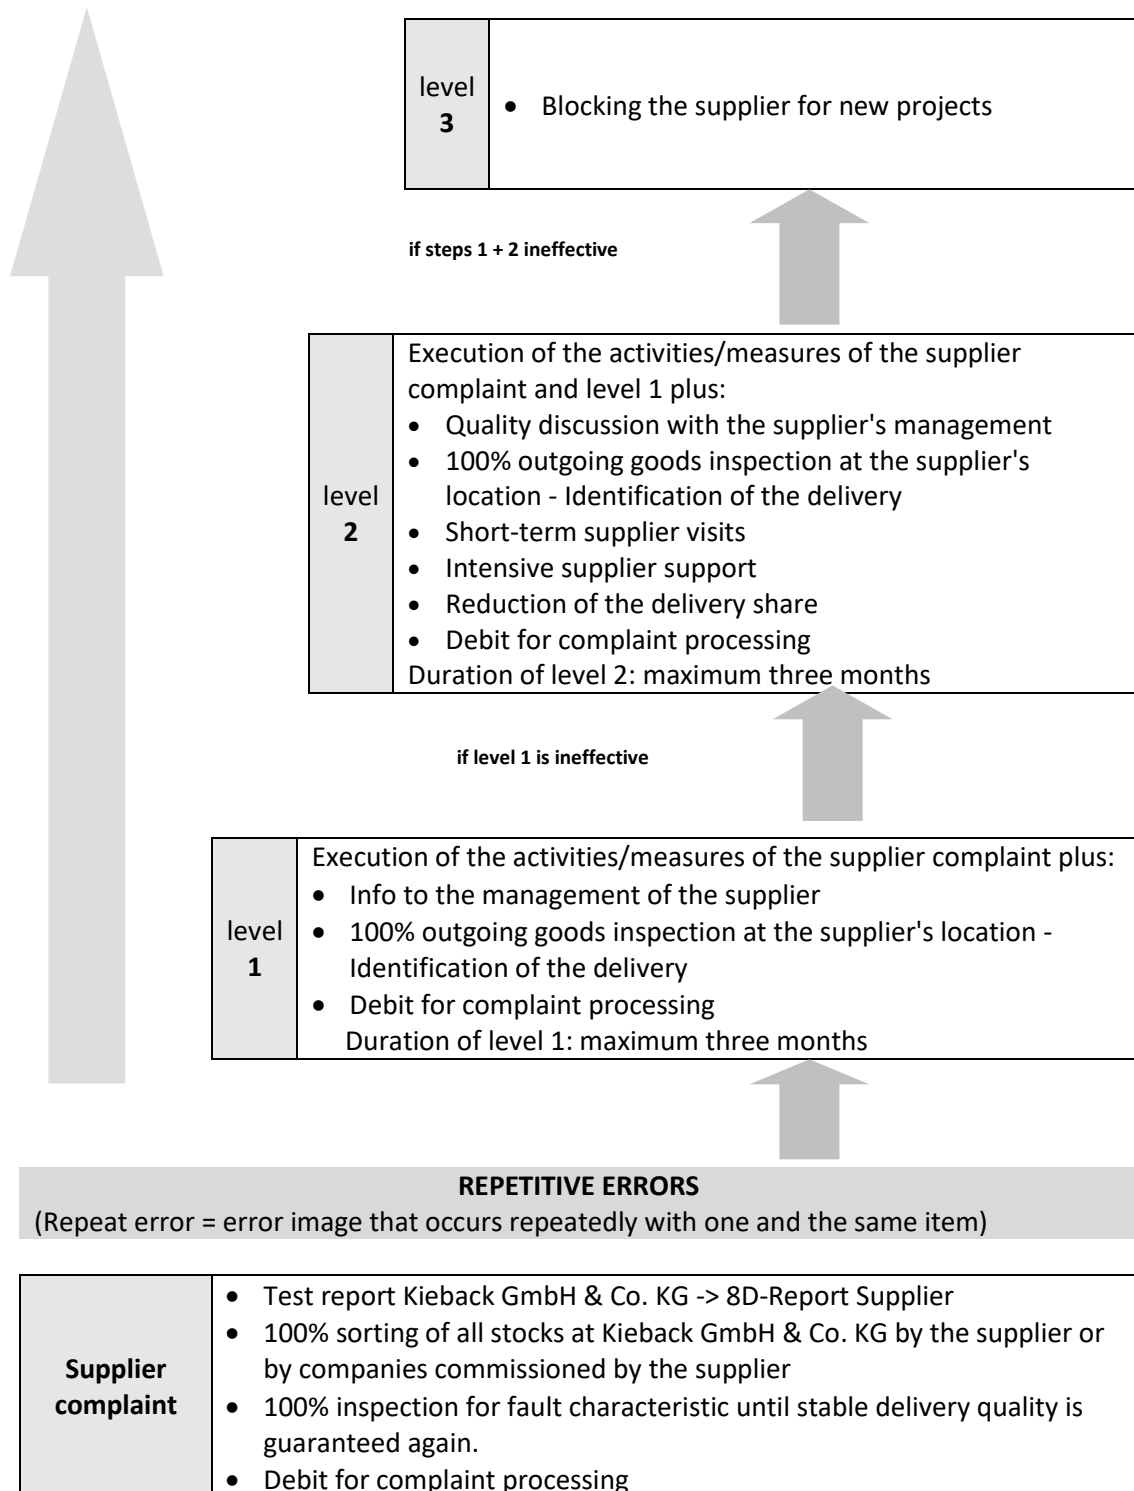 level
3
• Blocking the supplier for new projects
if steps 1 + 2 ineffective
level
2
Execution of the activities/measures of the supplier
complaint and level 1 plus:
• Quality discussion with the supplier's management
• 100% outgoing goods inspection at the supplier's
location - Identification of the delivery
• Short-term supplier visits
• Intensive supplier support
• Reduction of the delivery share
• Debit for complaint processing
Duration of level 2: maximum three months
if level 1 is ineffective
level
1
Execution of the activities/measures of the supplier complaint plus:
• Info to the management of the supplier
• 100% outgoing goods inspection at the supplier's location -
Identification of the delivery
• Debit for complaint processing
Duration of level 1: maximum three months
REPETITIVE ERRORS
(Repeat error = error image that occurs repeatedly with one and the same item)
Supplier
complaint
• Test report Kieback GmbH & Co. KG -> 8D-Report Supplier
• 100% sorting of all stocks at Kieback GmbH & Co. KG by the supplier or
by companies commissioned by the supplier
• 100% inspection for fault characteristic until stable delivery quality is
guaranteed again.
• Debit for complaint processing